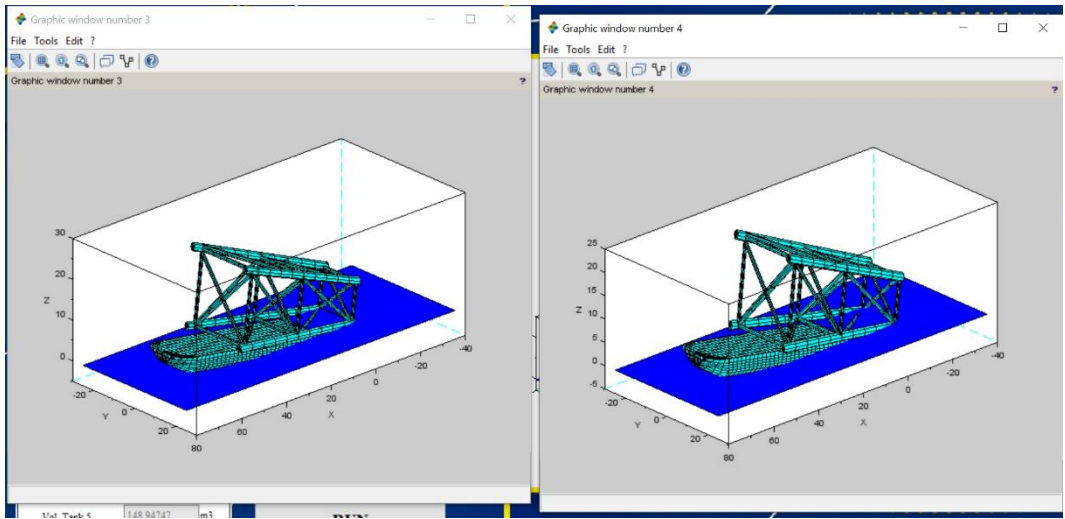 Graphic window number 3
File Tools Edit ?
Graphic window number 3
?
30
20
10
0
Z
-20
0
20
Y
80
60
40
20
0
-20
-40
X
Graphic window number 4
File Tools Edit ?
Graphic window number 4
?
25
20
15
10
5
0
-5
Z
-20
0
20
Y
80
60
40
20
0
-20
-40
X
Vol. Tank 5 148.94747 m3
RUN